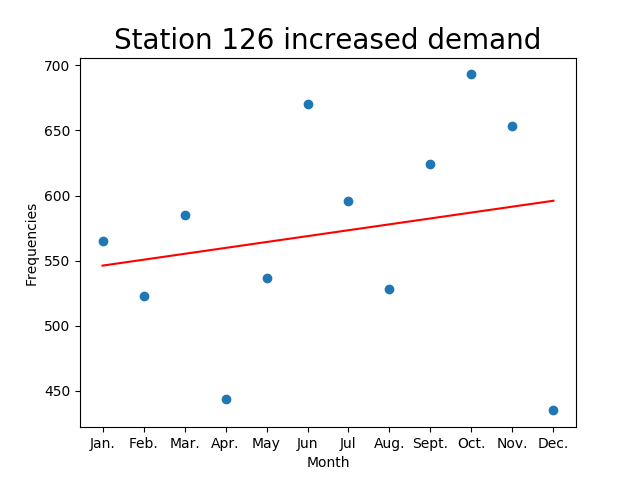 Station 126 increased demand
700
650
600
550
500
450
Frequencies
Jan. Feb. Mar. Apr. May Jun Jul Aug. Sept. Oct. Nov. Dec.
Month